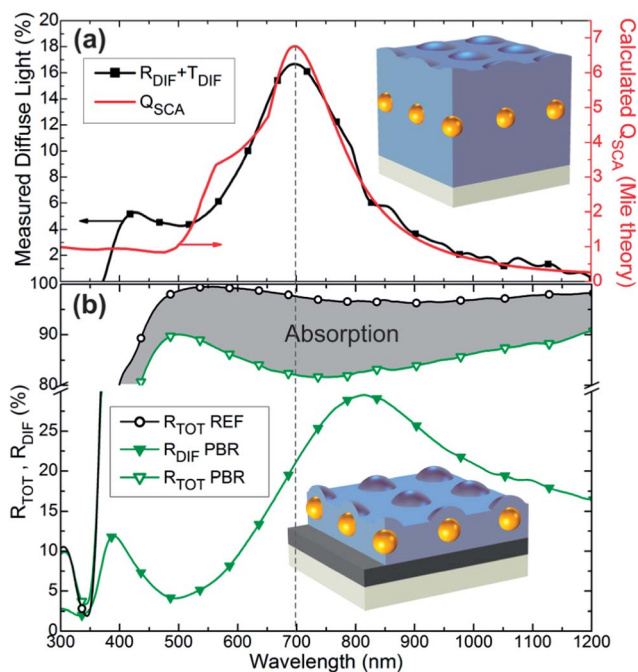 (a)
R_DIF+T_DIF
Q_SCA
Measured Diffuse Light (%)
20
18
16
14
12
10
8
6
4
2
Calculated Q_SCA (Mie theory)
7
6
5
4
3
2
1
0
(b)
Absorption
R_TOT REF
R_DIF PBR
R_TOT PBR
R_TOT, R_DIF (%)
100
90
80
25
20
15
10
5
0
300 400 500 600 700 800 900 1000 1100 1200
Wavelength (nm)